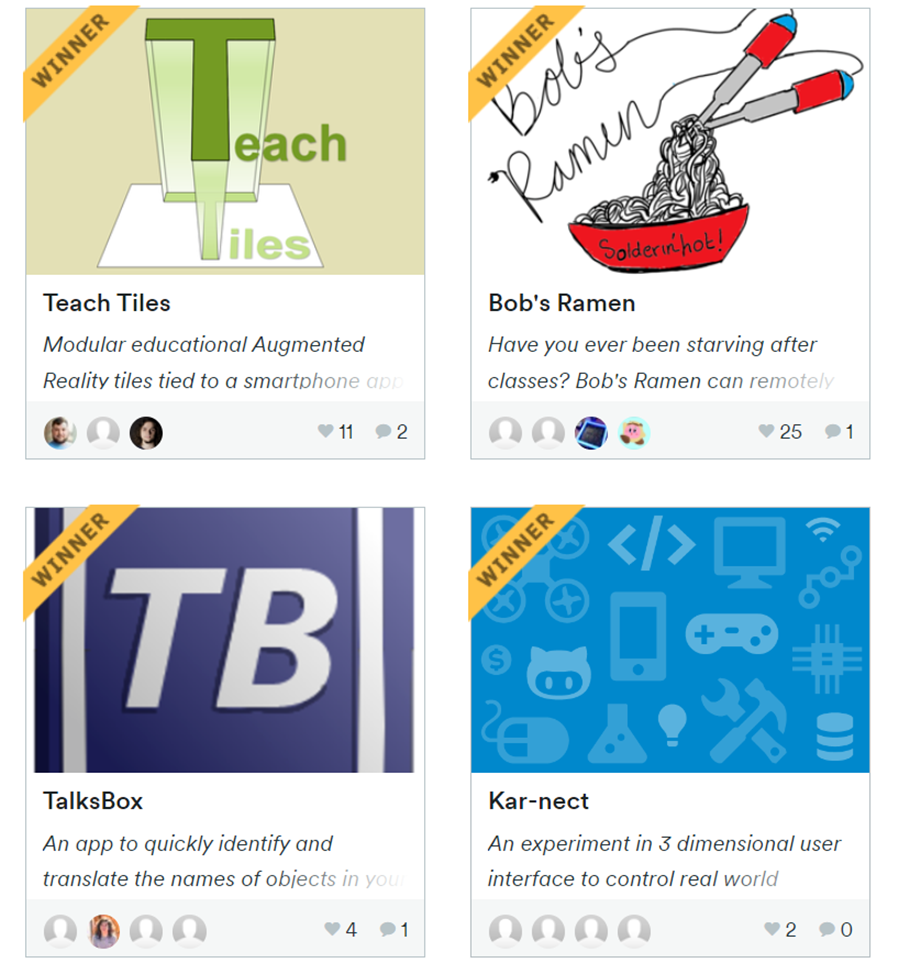 WINNER
Teach
Tiles
Teach Tiles
Modular educational Augmented
Reality tiles tied to a smartphone app
11 2
WINNER
Bob's
Ramen
Solderin' hot!
Bob's Ramen
Have you ever been starving after
classes? Bob's Ramen can remotely
25 1
WINNER
TB
TalksBox
An app to quickly identify and
translate the names of objects in your
4 1
WINNER
</>
$
Kar-nect
An experiment in 3 dimensional user
interface to control real world
2 0